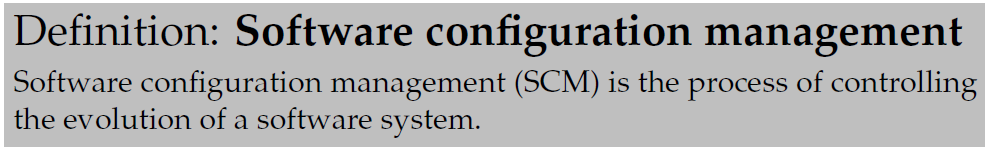 Definition: Software configuration management
Software configuration management (SCM) is the process of controlling
the evolution of a software system.